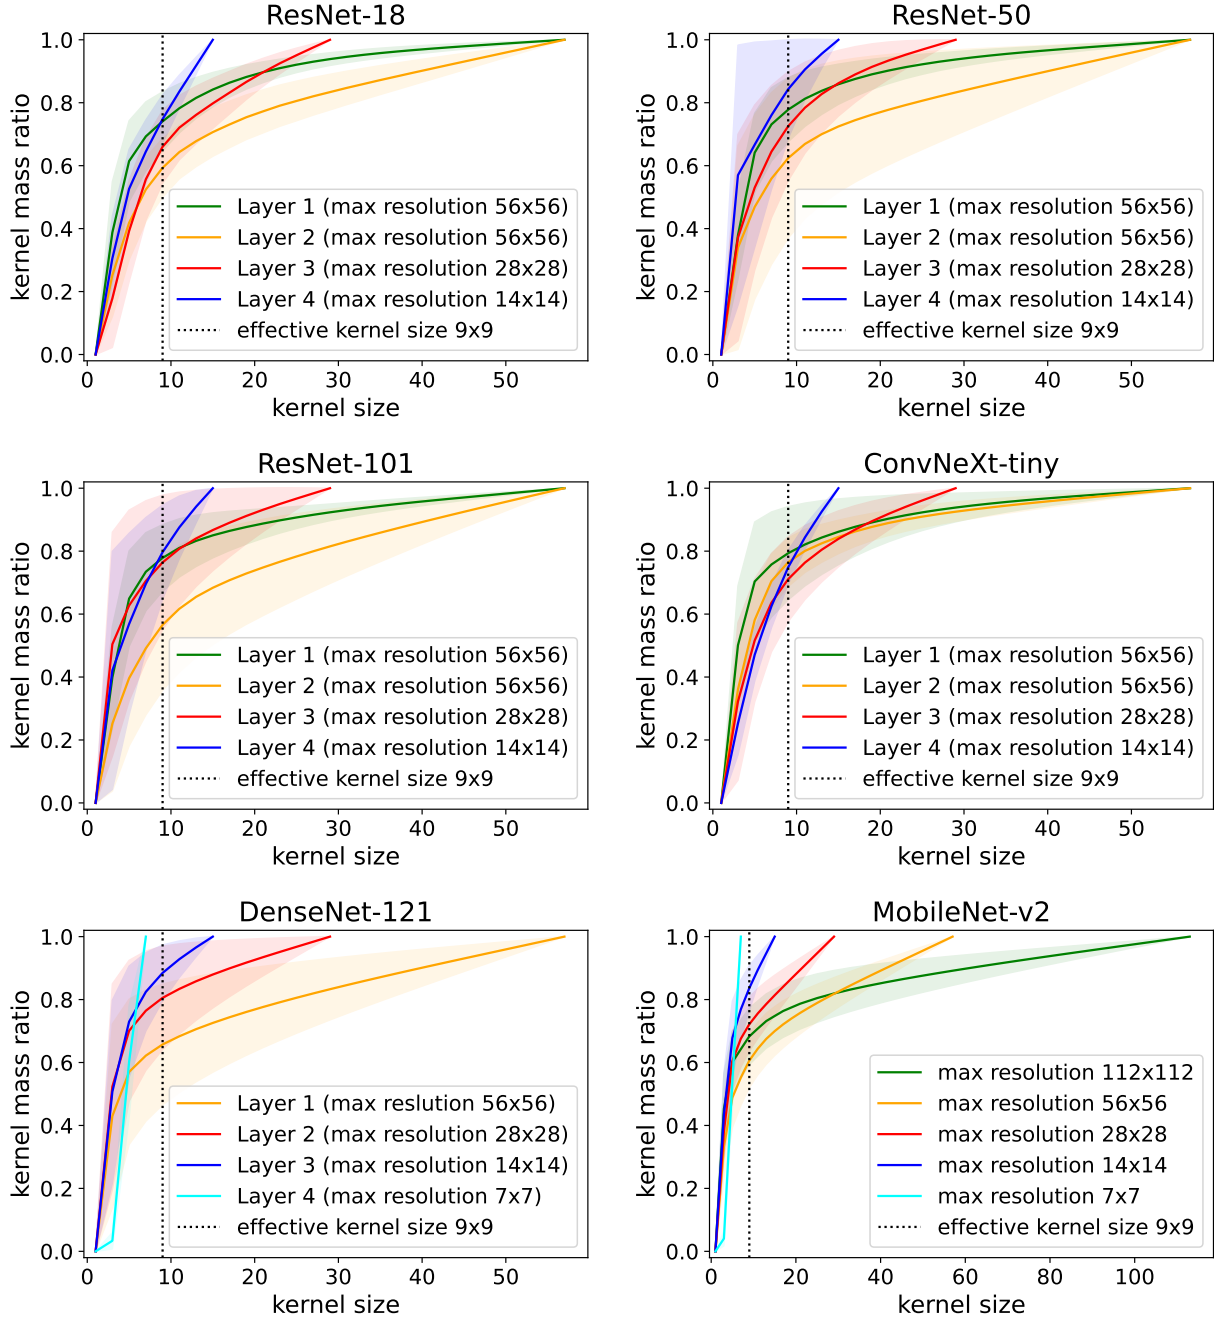 ResNet-18
1.0
0.8
0.6
0.4
0.2
0.0
kernel mass ratio
Layer 1 (max resolution 56x56)
Layer 2 (max resolution 56x56)
Layer 3 (max resolution 28x28)
Layer 4 (max resolution 14x14)
effective kernel size 9x9
0 10 20 30 40 50
kernel size
ResNet-50
1.0
0.8
0.6
0.4
0.2
0.0
kernel mass ratio
Layer 1 (max resolution 56x56)
Layer 2 (max resolution 56x56)
Layer 3 (max resolution 28x28)
Layer 4 (max resolution 14x14)
effective kernel size 9x9
0 10 20 30 40 50
kernel size
ResNet-101
1.0
0.8
0.6
0.4
0.2
0.0
kernel mass ratio
Layer 1 (max resolution 56x56)
Layer 2 (max resolution 56x56)
Layer 3 (max resolution 28x28)
Layer 4 (max resolution 14x14)
effective kernel size 9x9
0 10 20 30 40 50
kernel size
ConvNeXt-tiny
1.0
0.8
0.6
0.4
0.2
0.0
kernel mass ratio
Layer 1 (max resolution 56x56)
Layer 2 (max resolution 56x56)
Layer 3 (max resolution 28x28)
Layer 4 (max resolution 14x14)
effective kernel size 9x9
0 10 20 30 40 50
kernel size
DenseNet-121
1.0
0.8
0.6
0.4
0.2
0.0
kernel mass ratio
Layer 1 (max reslution 56x56)
Layer 2 (max resolution 28x28)
Layer 3 (max resolution 14x14)
Layer 4 (max resolution 7x7)
effective kernel size 9x9
0 10 20 30 40 50
kernel size
MobileNet-v2
1.0
0.8
0.6
0.4
0.2
0.0
kernel mass ratio
max resolution 112x112
max resolution 56x56
max resolution 28x28
max resolution 14x14
max resolution 7x7
effective kernel size 9x9
0 20 40 60 80 100
kernel size